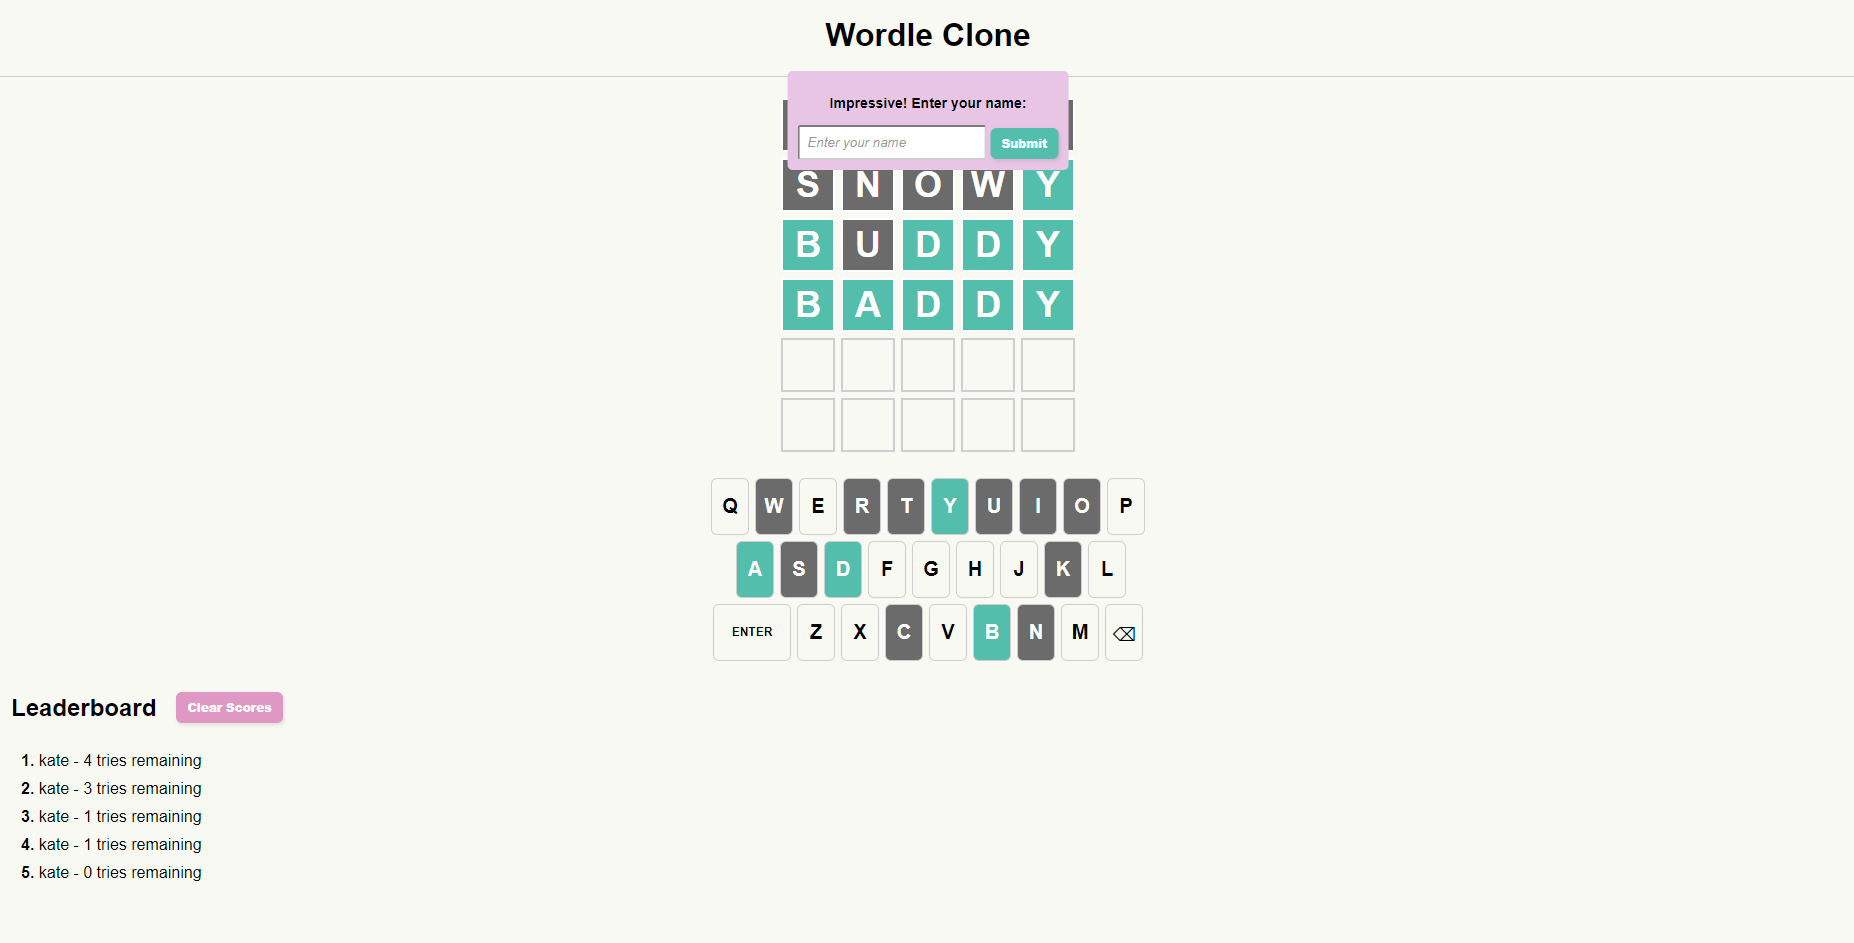 Wordle Clone
Impressive! Enter your name:
Enter your name Submit
S N O W Y
B U D D Y
B A D D Y
Q W E R T Y U I O P
A S D F G H J K L
ENTER Z X C V B N M ⌫
Leaderboard Clear Scores
1. kate - 4 tries remaining
2. kate - 3 tries remaining
3. kate - 1 tries remaining
4. kate - 1 tries remaining
5. kate - 0 tries remaining